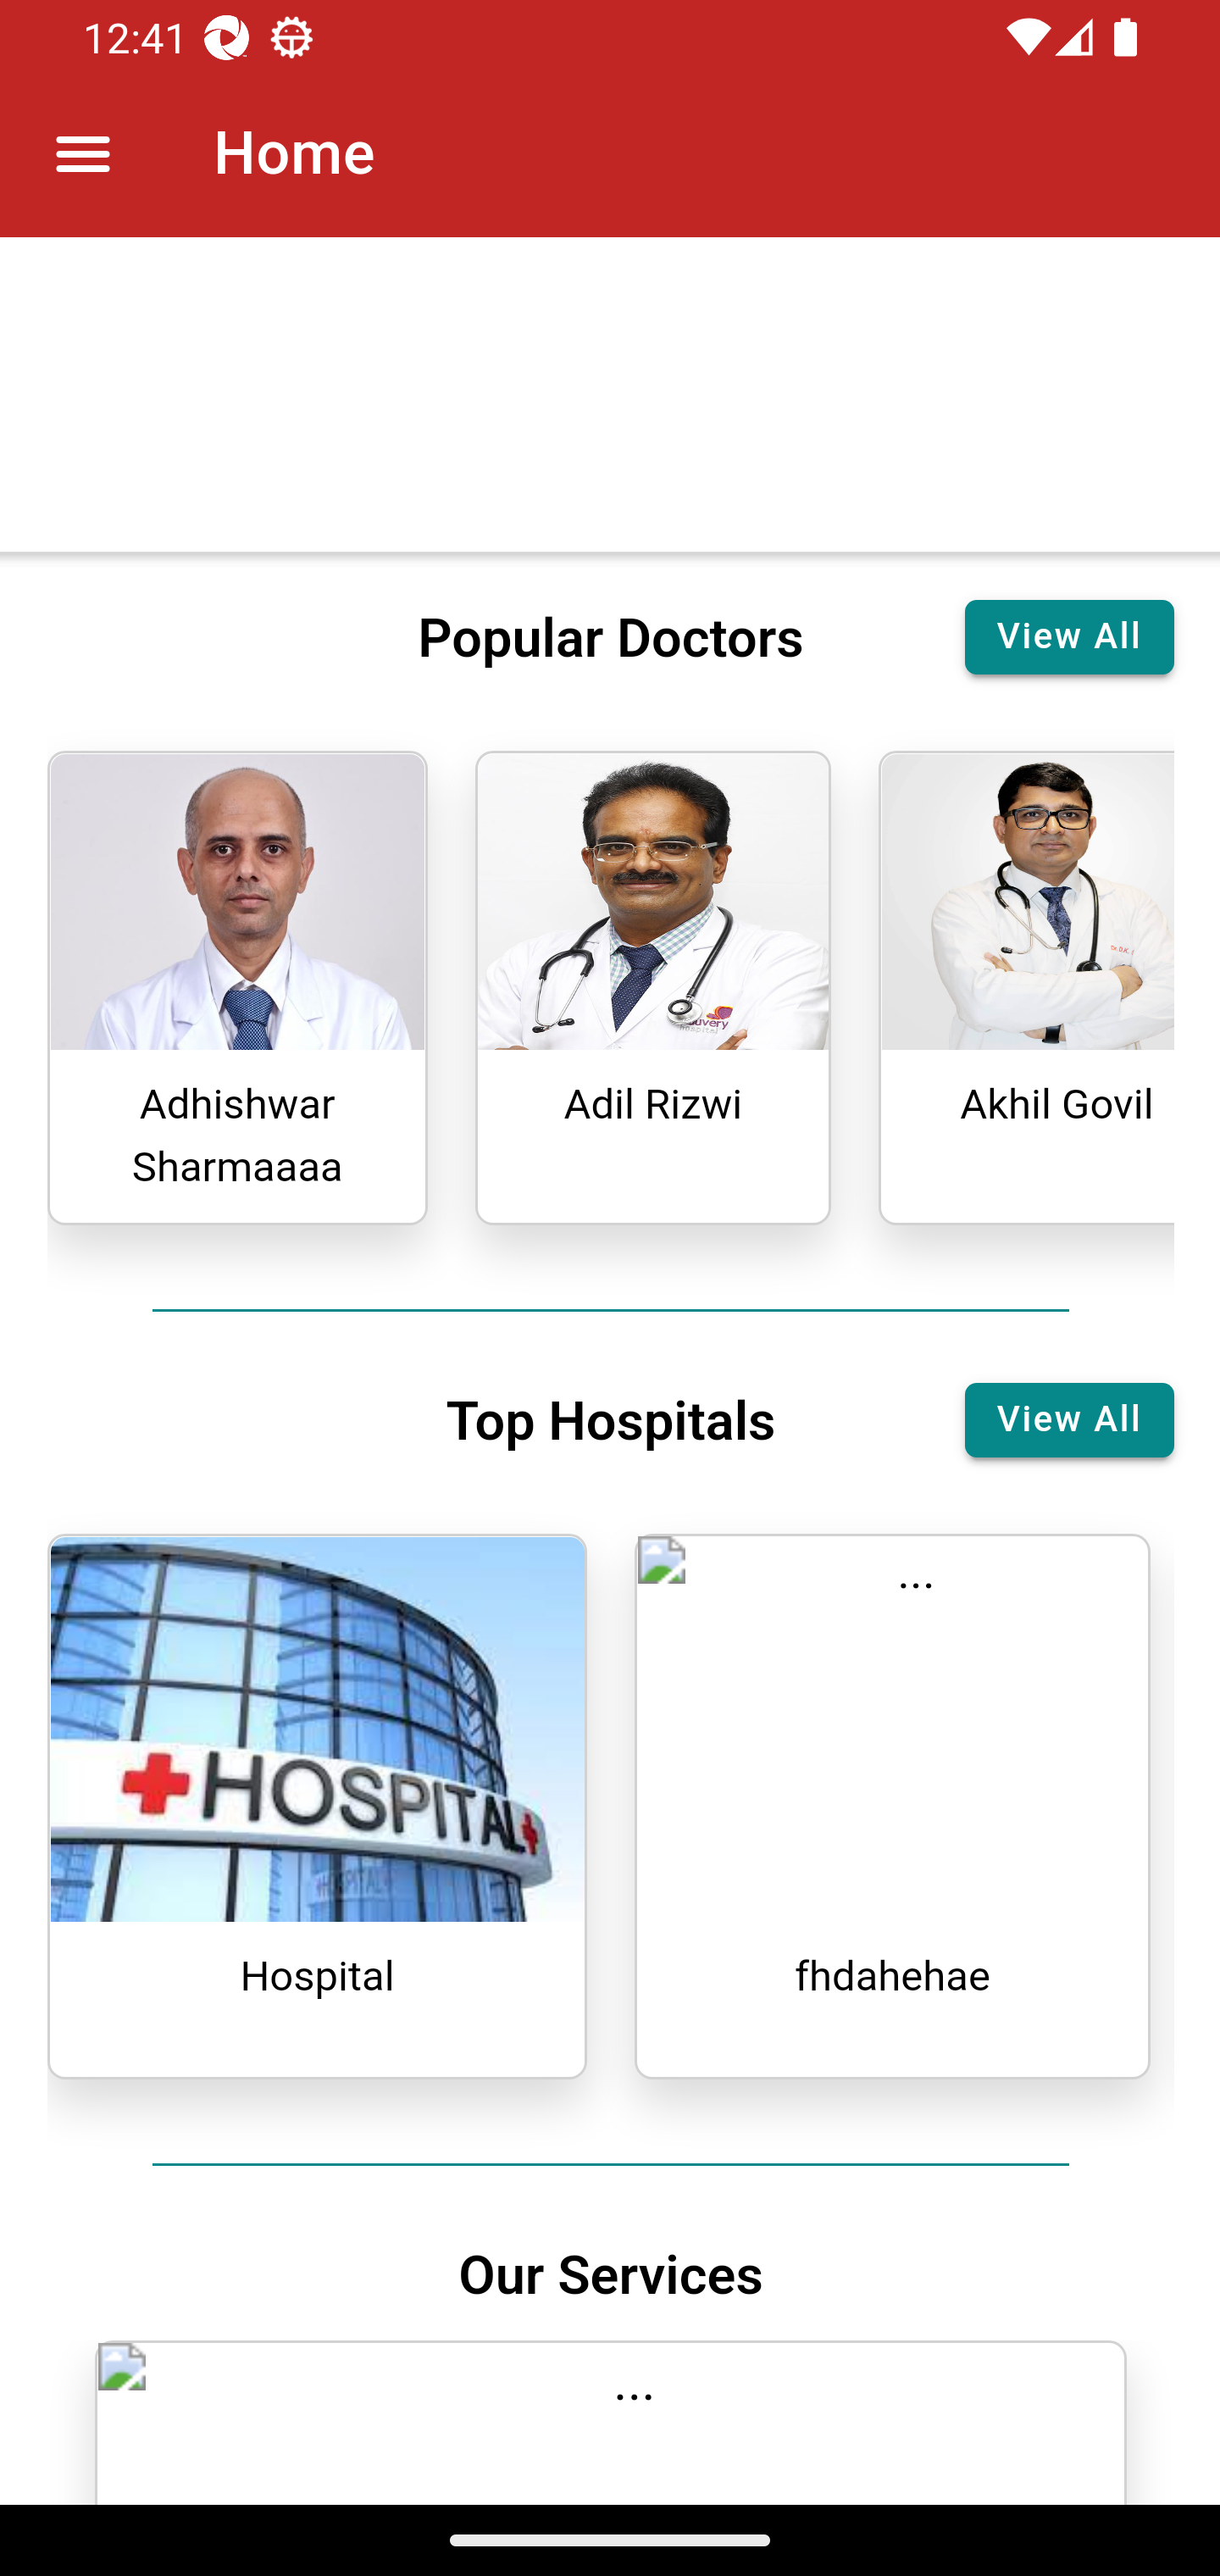 12:41
Home
Popular Doctors
View All
Adhishwar
Sharmaaaa
Adil Rizwi
Akhil Govil
Top Hospitals
View All
HOSPITAL
...
Hospital
fhdahehae
Our Services
...